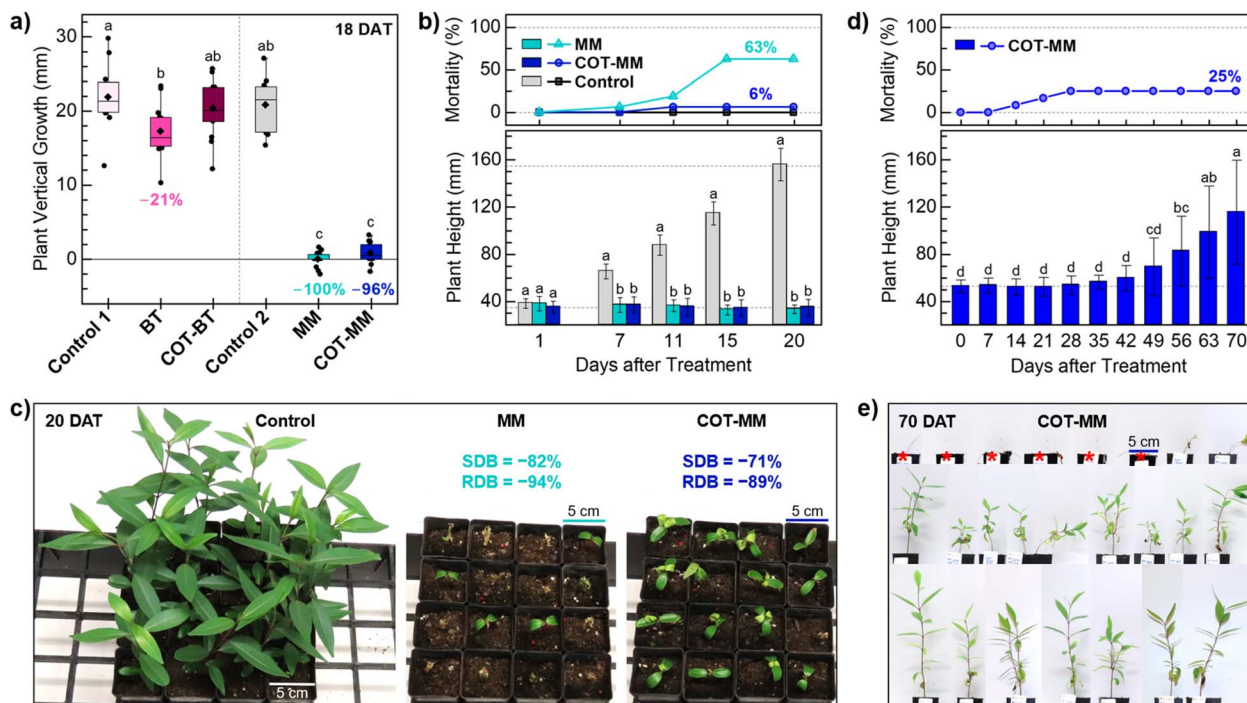 a)
18 DAT
Plant Vertical Growth (mm)
30
20
10
0
a
b
ab
ab
c
c
−21%
−100%
−96%
Control 1
BT
COT-BT
Control 2
MM
COT-MM
b)
Mortality (%)
100
50
0
MM
COT-MM
Control
63%
6%
Plant Height (mm)
160
120
80
40
a a a
a b b
a b b
a b b
a b b
1 7 11 15 20
Days after Treatment
d)
Mortality (%)
100
50
0
COT-MM
25%
Plant Height (mm)
160
120
80
40
d d d d d d d cd bc ab a
0 7 14 21 28 35 42 49 56 63 70
Days after Treatment
c)
20 DAT
Control
MM
COT-MM
SDB = −82%
RDB = −94%
SDB = −71%
RDB = −89%
5 cm
5 cm
5 cm
e)
70 DAT
COT-MM
5 cm
* * * * * *